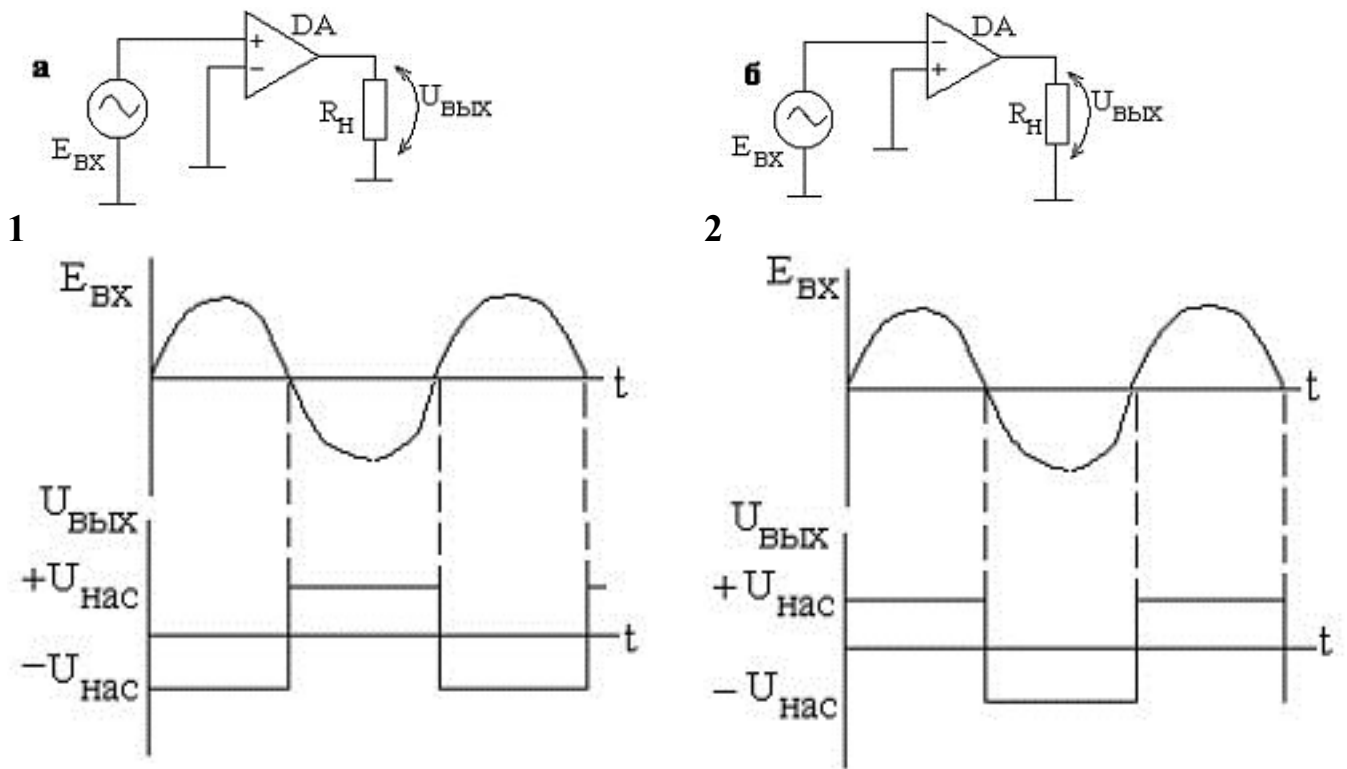 а
DA
+
−
E вх
R н
U вых
б
DA
−
+
E вх
R н
U вых
1
2
E вх
t
U вых
+U нас
t
−U нас
E вх
t
U вых
+U нас
t
−U нас